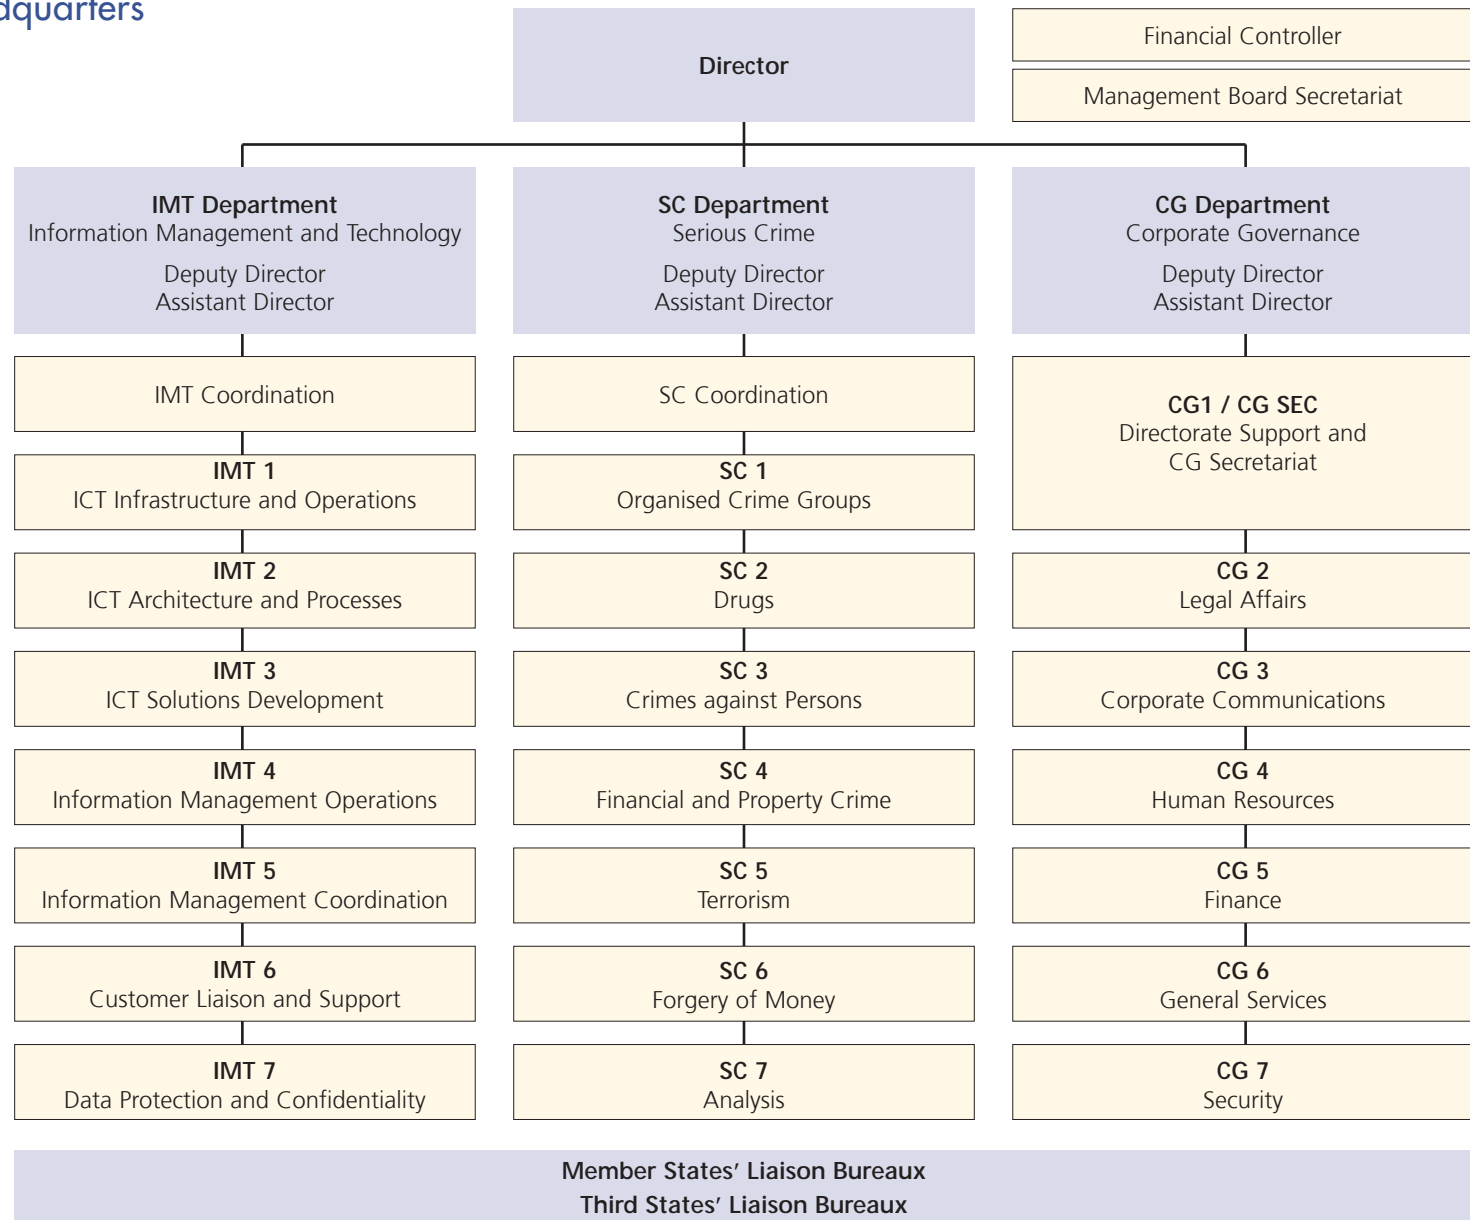 Director
Financial Controller
Management Board Secretariat
IMT Department
Information Management and Technology
Deputy Director
Assistant Director
SC Department
Serious Crime
Deputy Director
Assistant Director
CG Department
Corporate Governance
Deputy Director
Assistant Director
IMT Coordination
IMT 1
ICT Infrastructure and Operations
IMT 2
ICT Architecture and Processes
IMT 3
ICT Solutions Development
IMT 4
Information Management Operations
IMT 5
Information Management Coordination
IMT 6
Customer Liaison and Support
IMT 7
Data Protection and Confidentiality
SC Coordination
SC 1
Organised Crime Groups
SC 2
Drugs
SC 3
Crimes against Persons
SC 4
Financial and Property Crime
SC 5
Terrorism
SC 6
Forgery of Money
SC 7
Analysis
CG1 / CG SEC
Directorate Support and
CG Secretariat
CG 2
Legal Affairs
CG 3
Corporate Communications
CG 4
Human Resources
CG 5
Finance
CG 6
General Services
CG 7
Security
Member States’ Liaison Bureaux
Third States’ Liaison Bureaux